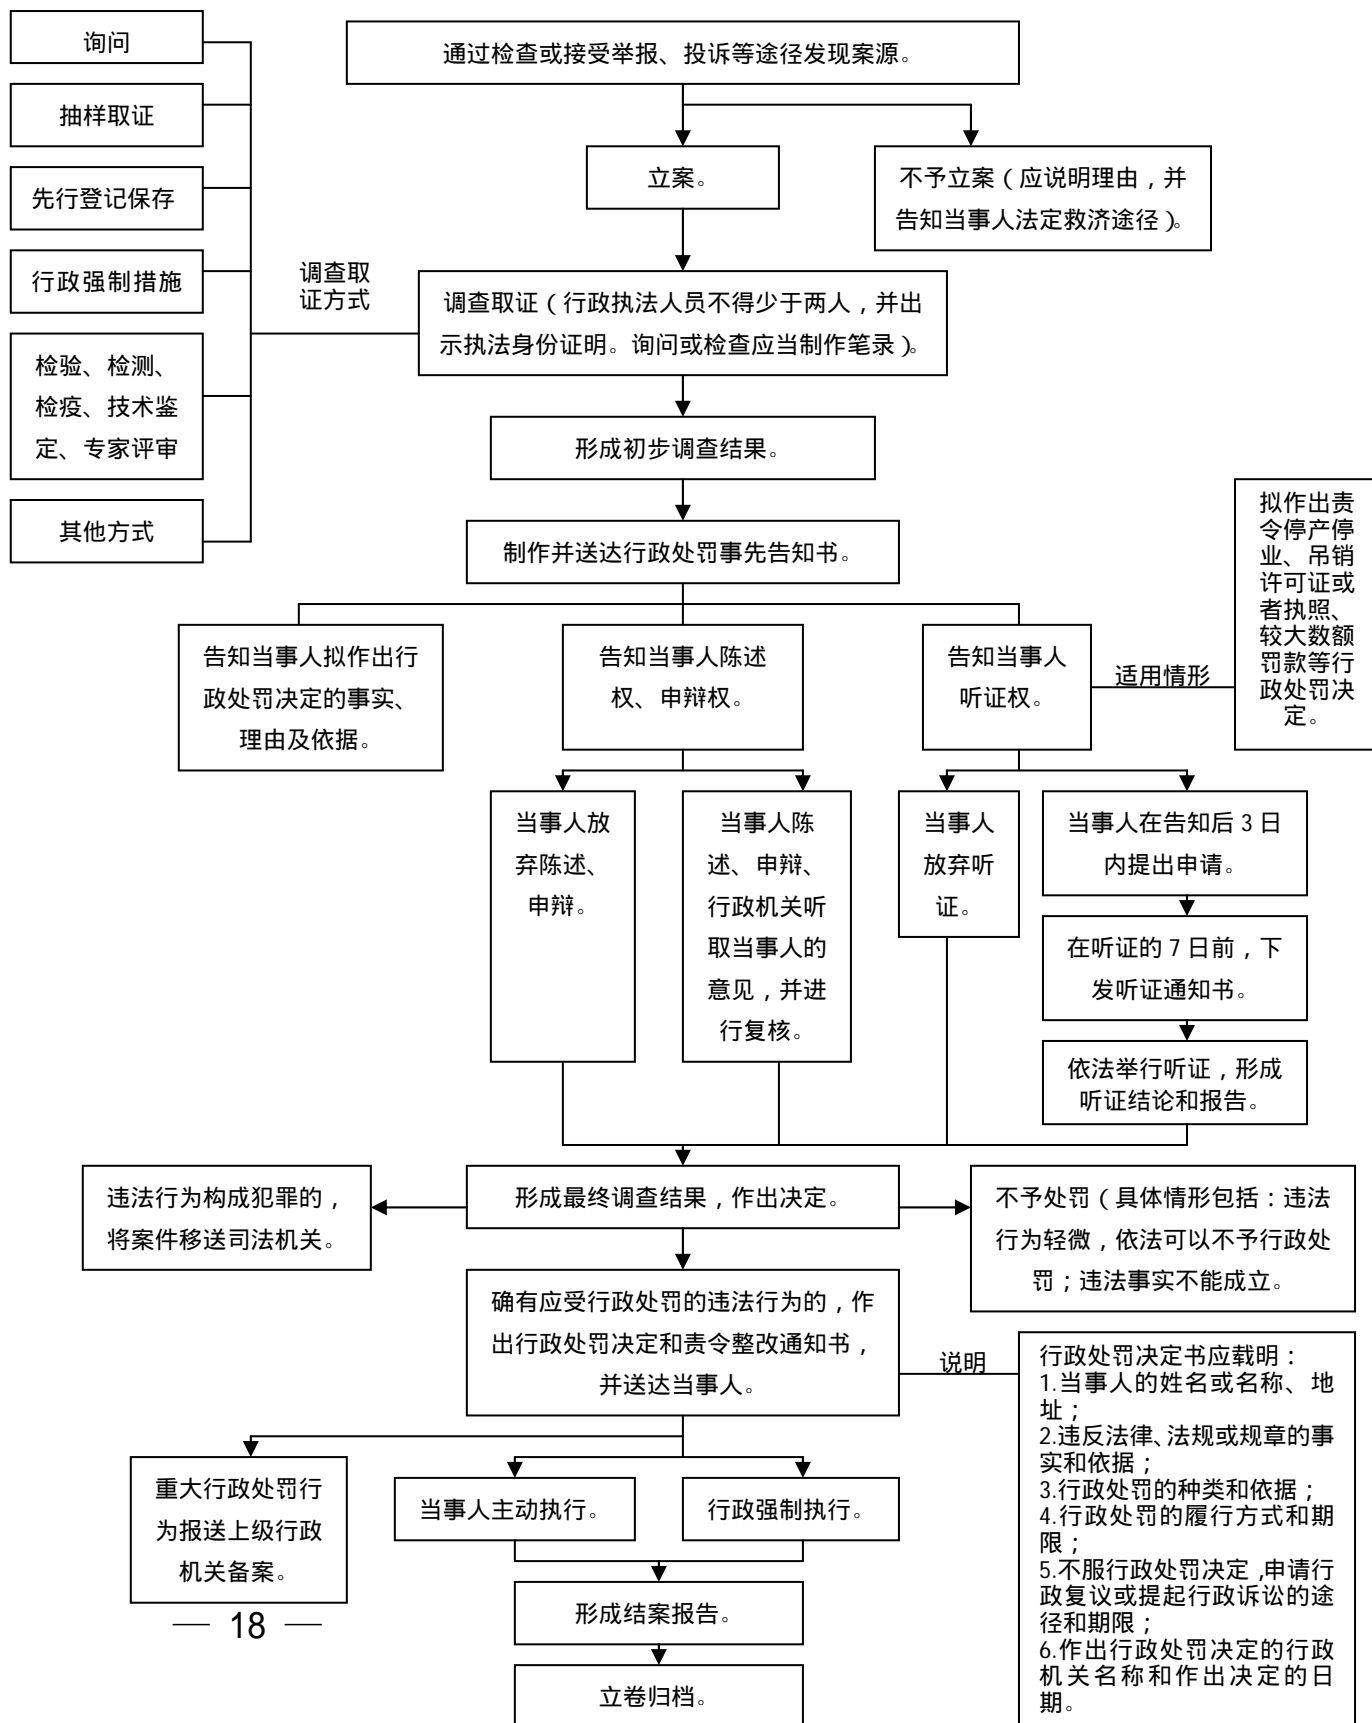 询问
抽样取证
先行登记保存
行政强制措施
检验、检测、
检疫、技术鉴
定、专家评审
其他方式
调查取
证方式
通过检查或接受举报、投诉等途径发现案源。
立案。
不予立案（应说明理由，并
告知当事人法定救济途径）。
调查取证（行政执法人员不得少于两人，并出
示执法身份证明。询问或检查应当制作笔录）。
形成初步调查结果。
制作并送达行政处罚事先告知书。
告知当事人拟作出行
政处罚决定的事实、
理由及依据。
告知当事人陈述
权、申辩权。
告知当事人
听证权。
适用情形
拟作出责
令停产停
业、吊销
许可证或
者执照、
较大数额
罚款等行
政处罚决
定。
当事人放
弃陈述、
申辩。
当事人陈
述、申辩、
行政机关听
取当事人的
意见，并进
行复核。
当事人
放弃听
证。
当事人在告知后 3 日
内提出申请。
在听证的 7 日前，下
发听证通知书。
依法举行听证，形成
听证结论和报告。
违法行为构成犯罪的，
将案件移送司法机关。
形成最终调查结果，作出决定。
不予处罚（具体情形包括：违法
行为轻微，依法可以不予行政处
罚；违法事实不能成立。
确有应受行政处罚的违法行为的，作
出行政处罚决定和责令整改通知书，
并送达当事人。
说明
行政处罚决定书应载明：
1.当事人的姓名或名称、地
址；
2.违反法律、法规或规章的事
实和依据；
3.行政处罚的种类和依据；
4.行政处罚的履行方式和期
限；
5.不服行政处罚决定,申请行
政复议或提起行政诉讼的途
径和期限；
6.作出行政处罚决定的行政
机关名称和作出决定的日
期。
重大行政处罚行
为报送上级行政
机关备案。
当事人主动执行。
行政强制执行。
形成结案报告。
立卷归档。
— 18 —